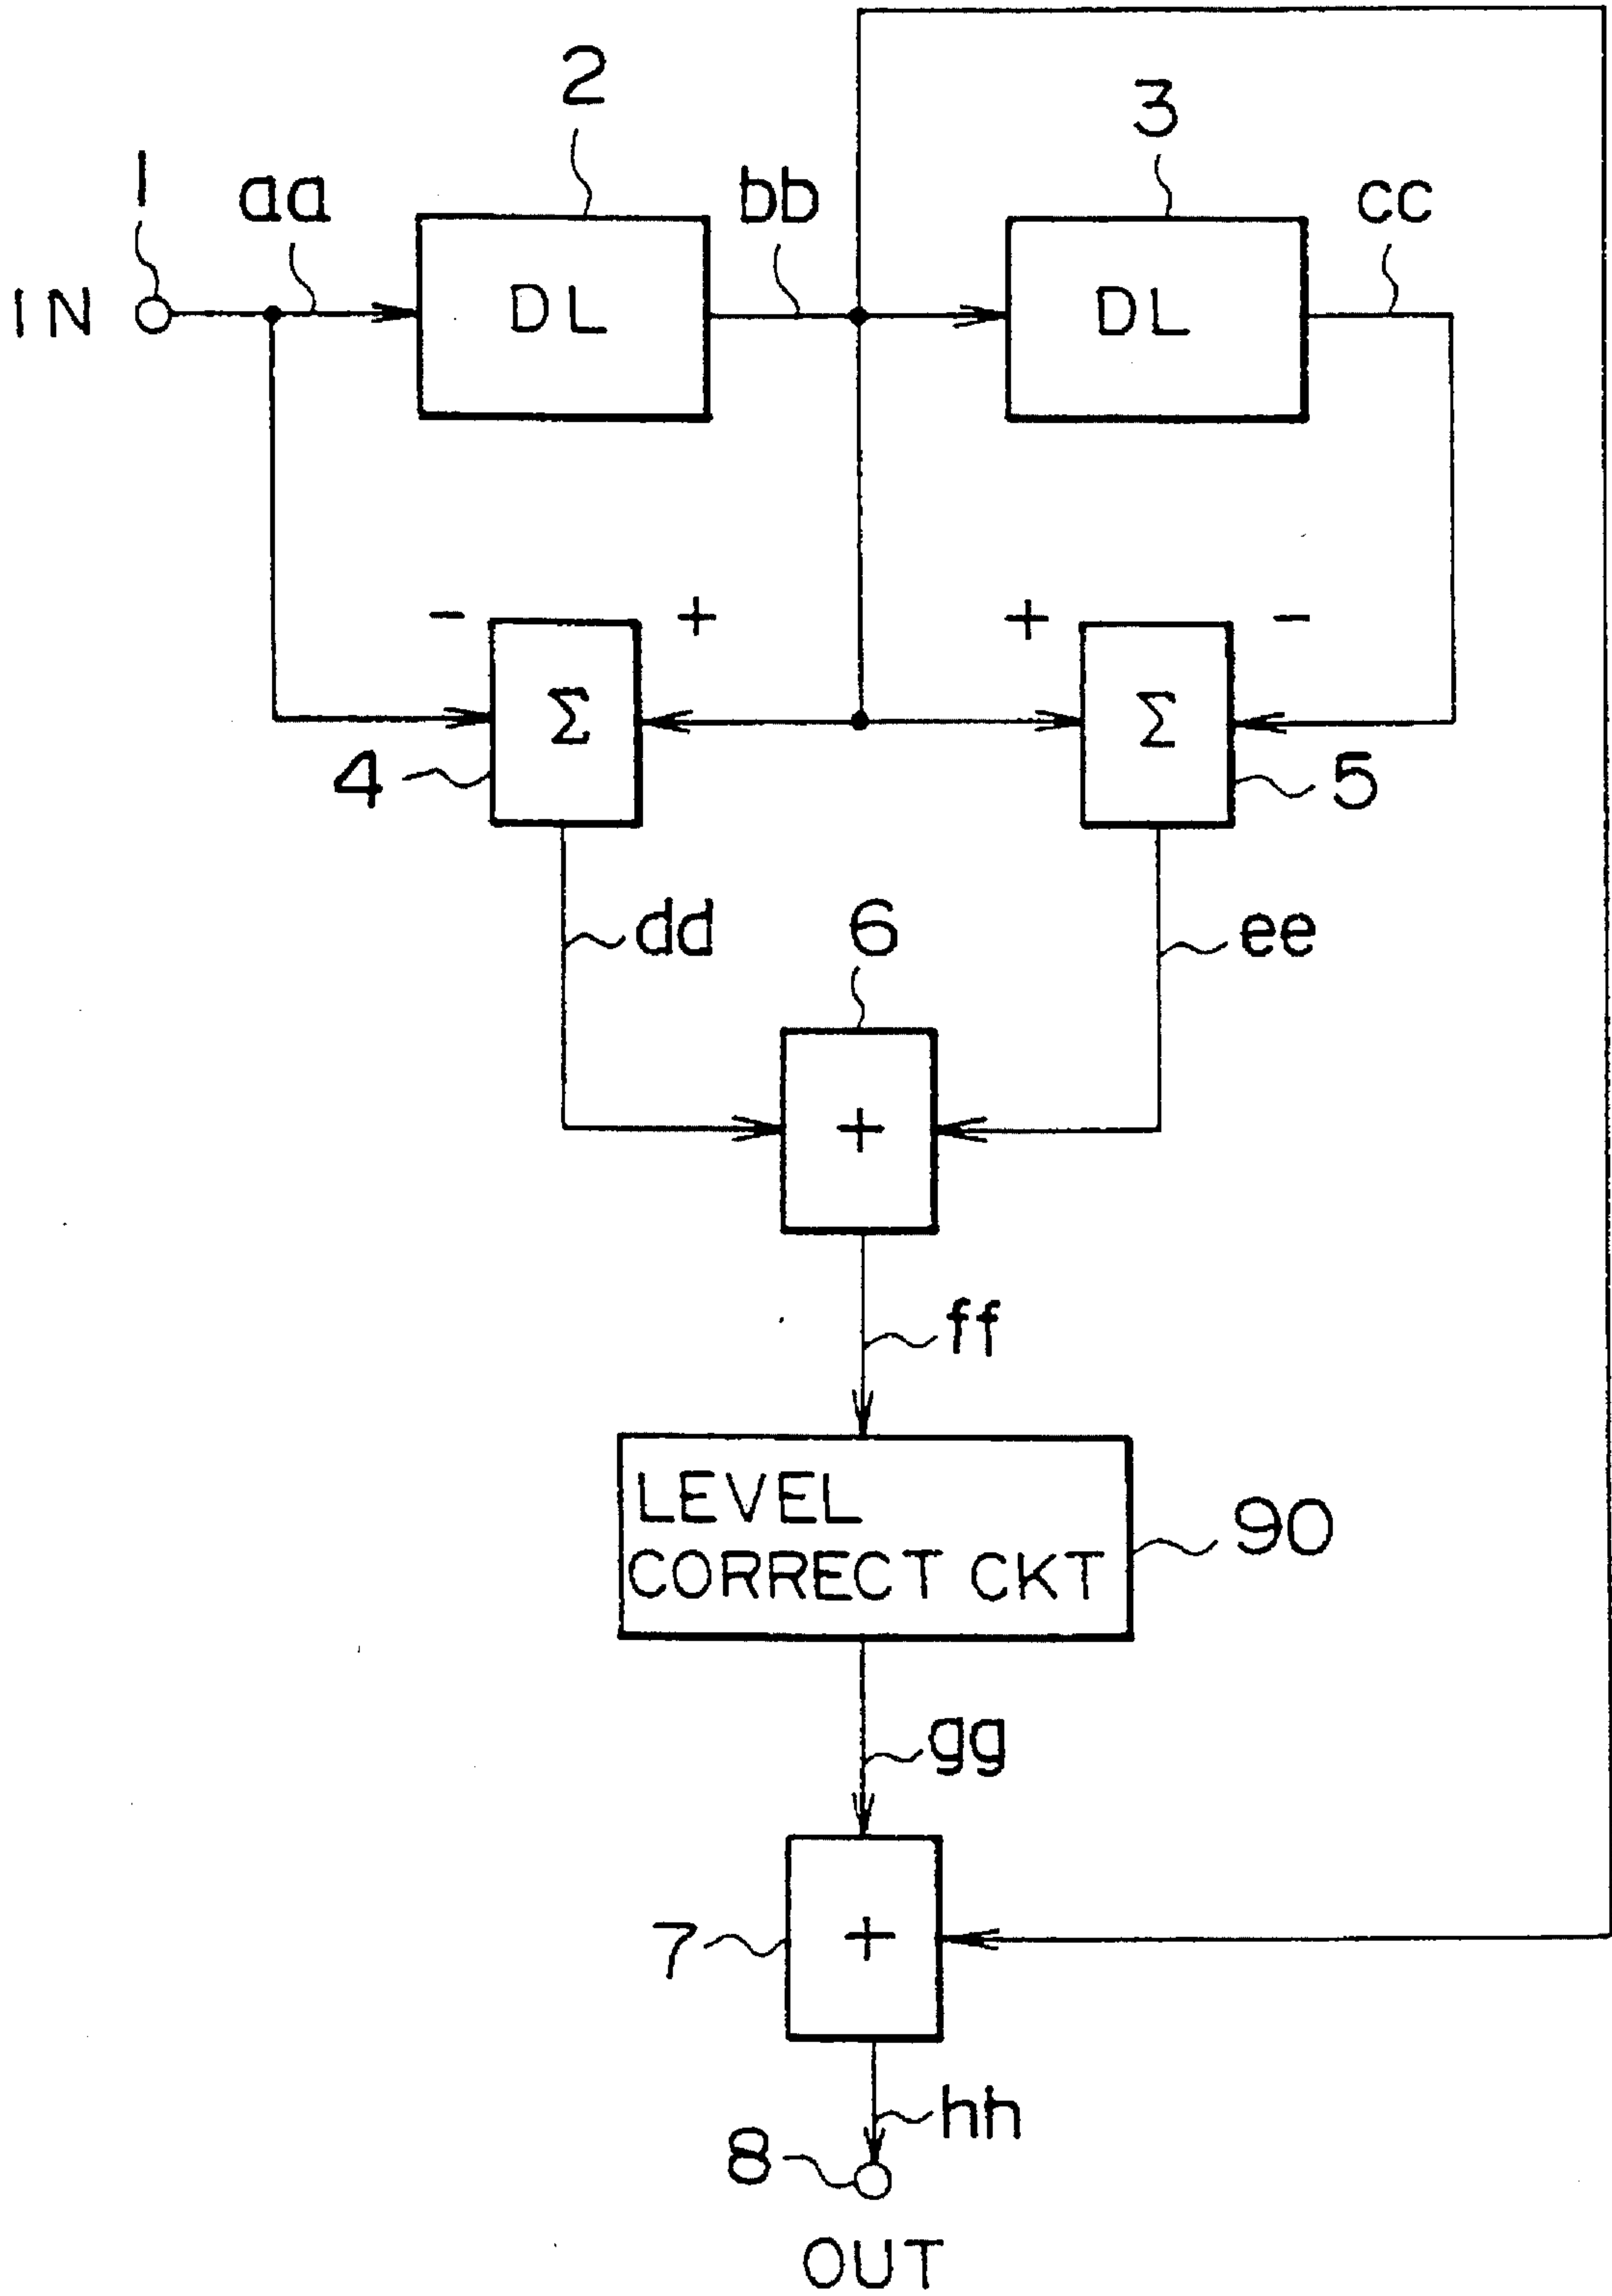 2
3
1
aa
bb
cc
IN
DL
DL
-
+
+
-
Σ
Σ
4
5
dd
6
ee
+
ff
LEVEL
CORRECT CKT
90
gg
7
+
hh
8
OUT